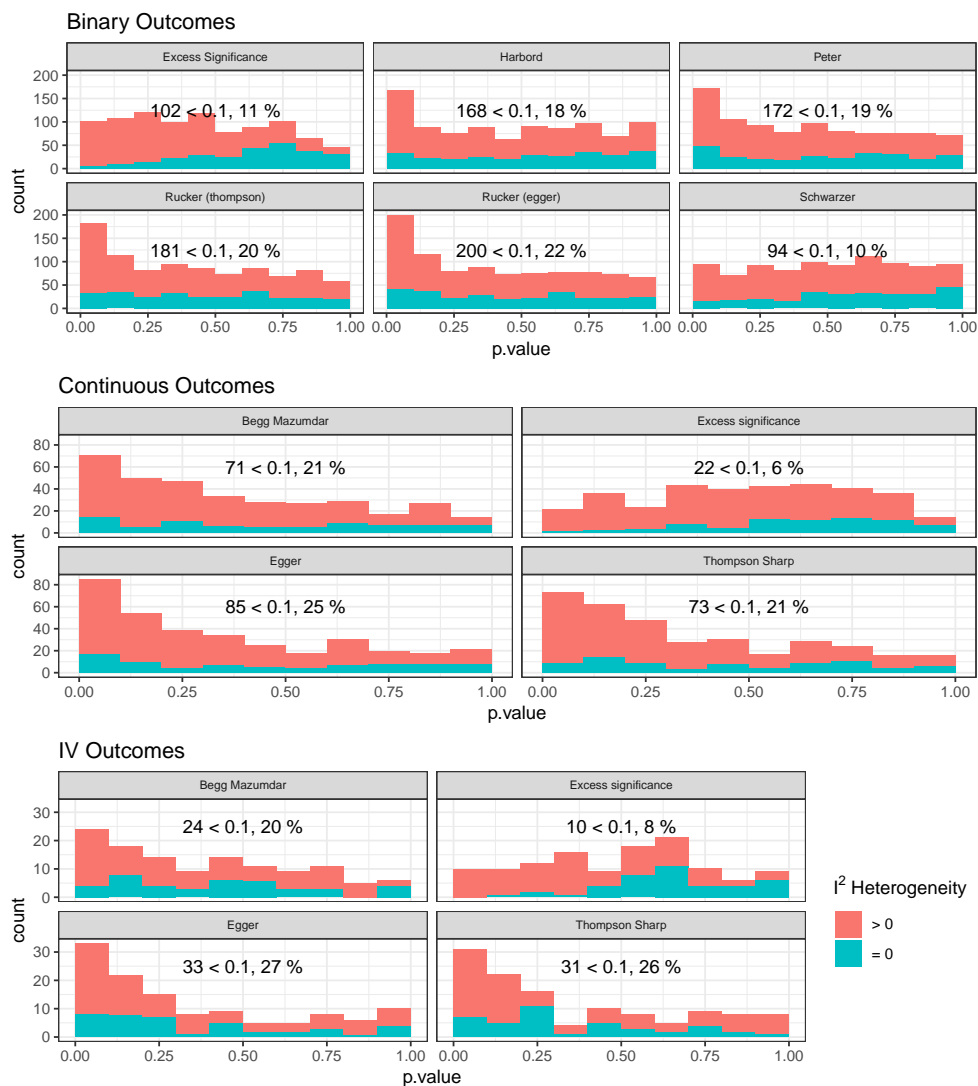 Binary Outcomes
Excess Significance Harbord Peter
200
150
100
50
0
102 < 0.1, 11 % 168 < 0.1, 18 % 172 < 0.1, 19 %
Rucker (thompson) Rucker (egger) Schwarzer
200
150
100
50
0
181 < 0.1, 20 % 200 < 0.1, 22 % 94 < 0.1, 10 %
count
0.00 0.25 0.50 0.75 1.00 0.00 0.25 0.50 0.75 1.00 0.00 0.25 0.50 0.75 1.00
p.value
Continuous Outcomes
Begg Mazumdar Excess significance
80
60
40
20
0
71 < 0.1, 21 % 22 < 0.1, 6 %
Egger Thompson Sharp
80
60
40
20
0
85 < 0.1, 25 % 73 < 0.1, 21 %
count
0.00 0.25 0.50 0.75 1.00 0.00 0.25 0.50 0.75 1.00
p.value
IV Outcomes
Begg Mazumdar Excess significance
30
20
10
0
24 < 0.1, 20 % 10 < 0.1, 8 %
Egger Thompson Sharp
30
20
10
0
33 < 0.1, 27 % 31 < 0.1, 26 %
count
0.00 0.25 0.50 0.75 1.00 0.00 0.25 0.50 0.75 1.00
p.value
I² Heterogeneity
> 0
= 0